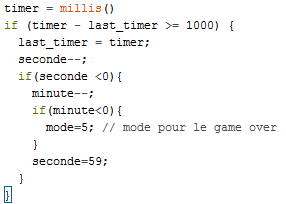 timer = millis()
if (timer - last_timer >= 1000) {
  last_timer = timer;
  seconde--;
  if(seconde <0){
    minute--;
    if(minute<0){
      mode=5; // mode pour le game over
    }
    seconde=59;
  }
}